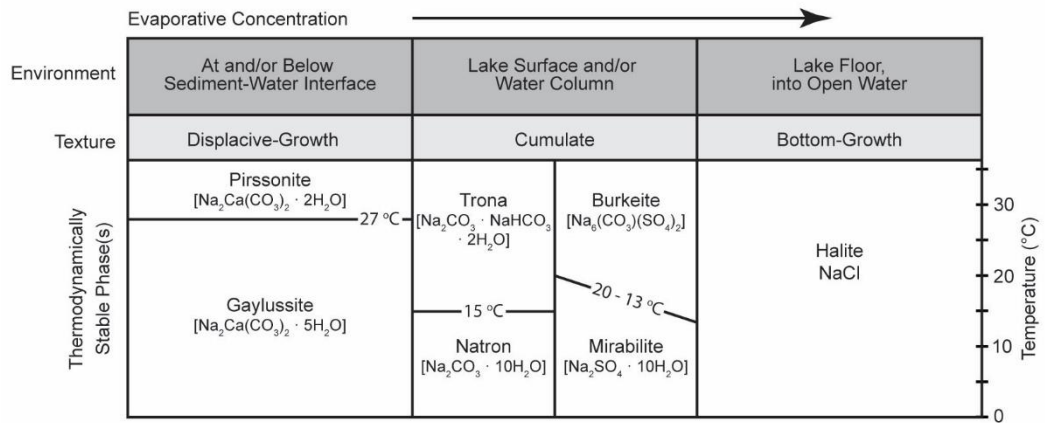 Evaporative Concentration
Environment
At and/or Below
Sediment-Water Interface
Lake Surface and/or
Water Column
Lake Floor,
into Open Water
Texture
Displacive-Growth
Cumulate
Bottom-Growth
Thermodynamically
Stable Phase(s)
Pirssonite
[Na₂Ca(CO₃)₂ · 2H₂O]
27 ºC
Gaylussite
[Na₂Ca(CO₃)₂ · 5H₂O]
Trona
[Na₂CO₃ · NaHCO₃
· 2H₂O]
15 ºC
Natron
[Na₂CO₃ · 10H₂O]
Burkeite
[Na₆(CO₃)(SO₄)₂]
20 - 13 ºC
Mirabilite
[Na₂SO₄ · 10H₂O]
Halite
NaCl
30
20
10
0
Temperature (°C)